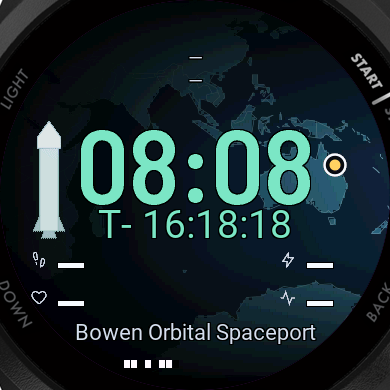 LIGHT
START
08:08
T- 16:18:18
DOWN
BACK
Bowen Orbital Spaceport